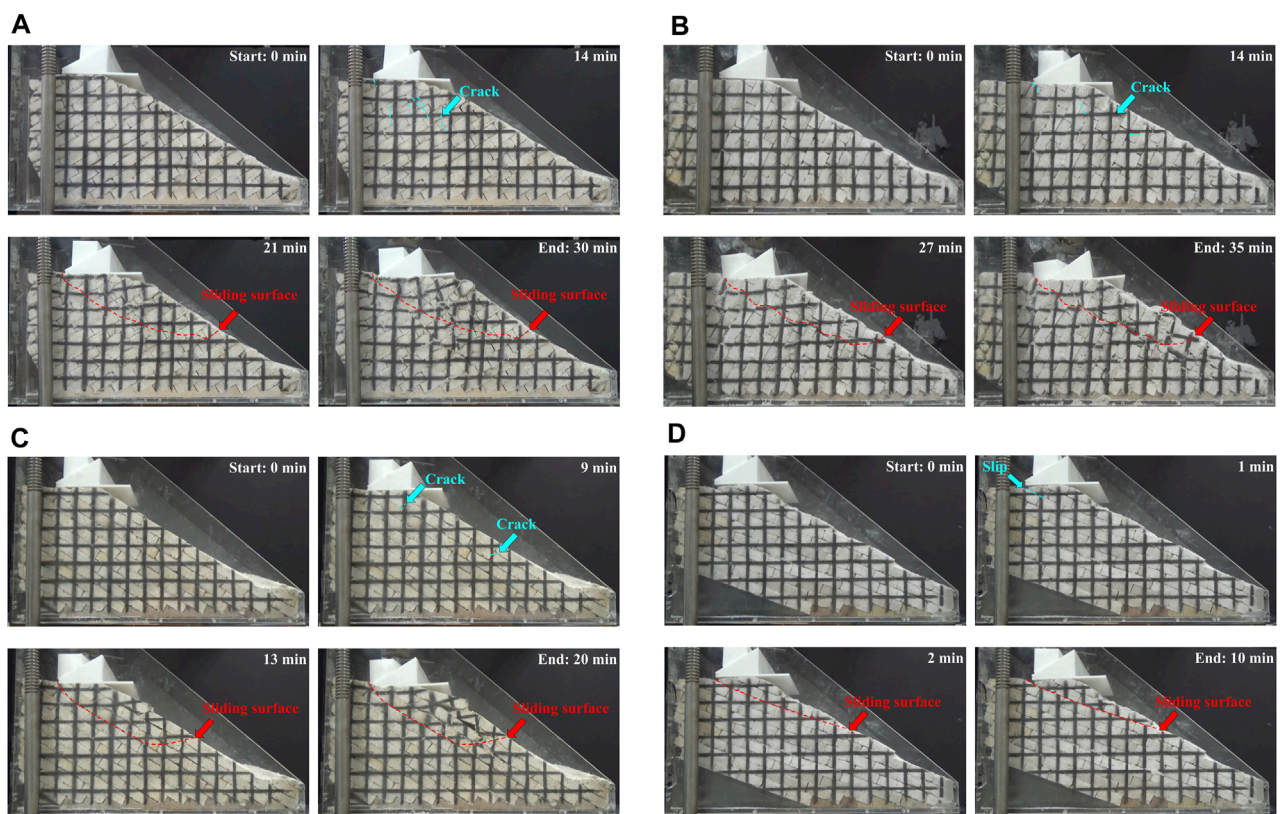 A
Start: 0 min
14 min
Crack
21 min
Sliding surface
End: 30 min
Sliding surface
B
Start: 0 min
14 min
Crack
27 min
Sliding surface
End: 35 min
Sliding surface
C
Start: 0 min
9 min
Crack
Crack
13 min
Sliding surface
End: 20 min
Sliding surface
D
Start: 0 min
1 min
Slip
2 min
Sliding surface
End: 10 min
Sliding surface